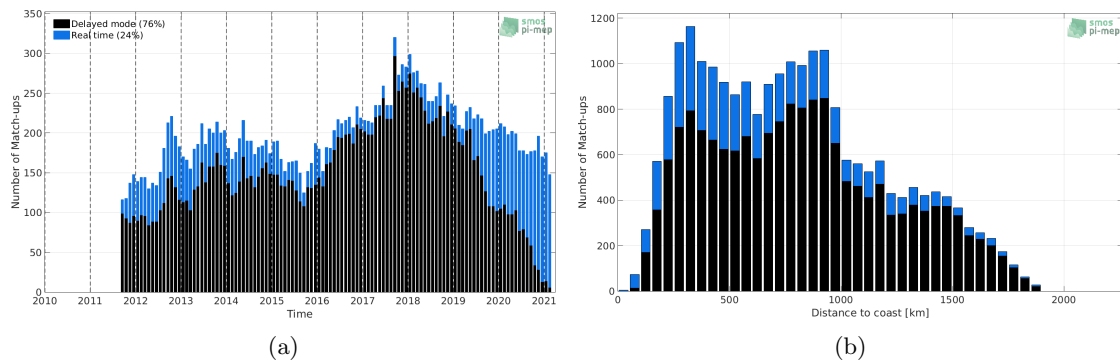 350
300
250
200
150
100
50
0
Number of Match-ups
Delayed mode (76%)
Real time (24%)
smos
pi-mep
2010 2011 2012 2013 2014 2015 2016 2017 2018 2019 2020 2021
Time
(a)
1200
1000
800
600
400
200
0
Number of Match-ups
smos
pi-mep
0 500 1000 1500 2000
Distance to coast [km]
(b)